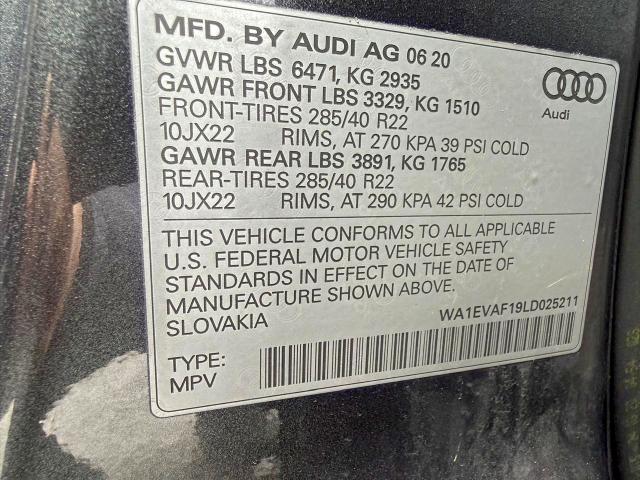 MFD. BY AUDI AG 06 20
GVWR LBS 6471, KG 2935
GAWR FRONT LBS 3329, KG 1510
FRONT-TIRES 285/40 R22
10JX22 RIMS, AT 270 KPA 39 PSI COLD
GAWR REAR LBS 3891, KG 1765
REAR-TIRES 285/40 R22
10JX22 RIMS, AT 290 KPA 42 PSI COLD
Audi
THIS VEHICLE CONFORMS TO ALL APPLICABLE
U.S. FEDERAL MOTOR VEHICLE SAFETY
STANDARDS IN EFFECT ON THE DATE OF
MANUFACTURE SHOWN ABOVE.
SLOVAKIA
WA1EVAF19LD025211
TYPE:
MPV